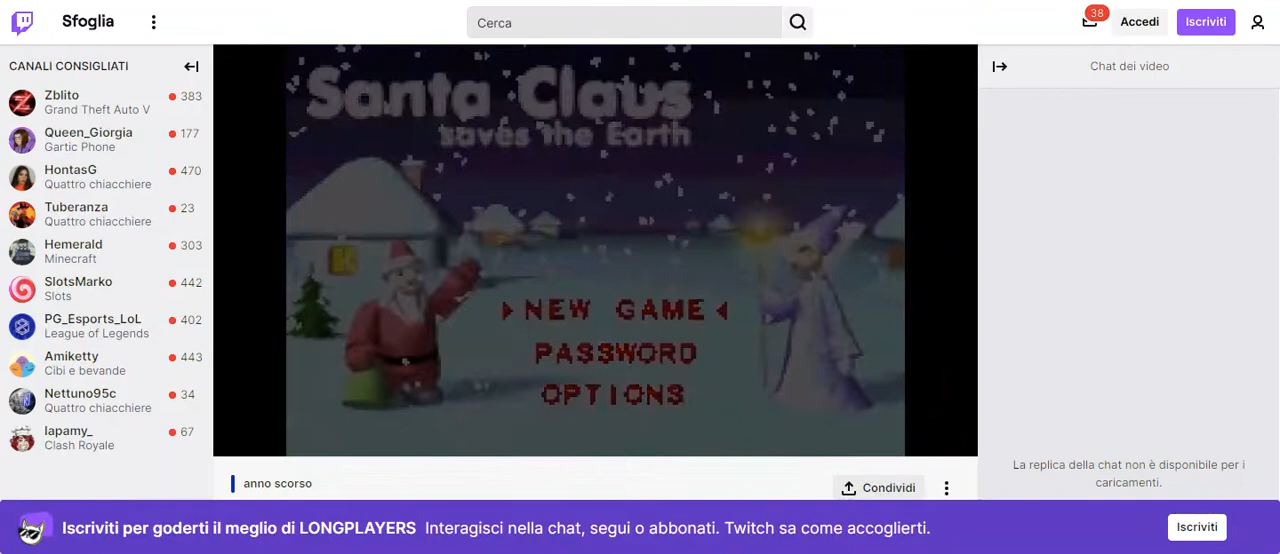 Sfoglia
Cerca
38
Accedi
Iscriviti
CANALI CONSIGLIATI
Zblito
383
Grand Theft Auto V
Queen_Giorgia
177
Gartic Phone
HontasG
470
Quattro chiacchiere
Tuberanza
23
Quattro chiacchiere
Hemerald
303
Minecraft
SlotsMarko
442
Slots
PG_Esports_LoL
402
League of Legends
Amiketty
443
Cibi e bevande
Nettuno95c
34
Quattro chiacchiere
lapamy_
67
Clash Royale
Santa Claus
saves the Earth
NEW GAME
PASSWORD
OPTIONS
anno scorso
Condividi
Chat dei video
La replica della chat non è disponibile per i
caricamenti.
Iscriviti per goderti il meglio di LONGPLAYERS Interagisci nella chat, segui o abbonati. Twitch sa come accoglierti.
Iscriviti